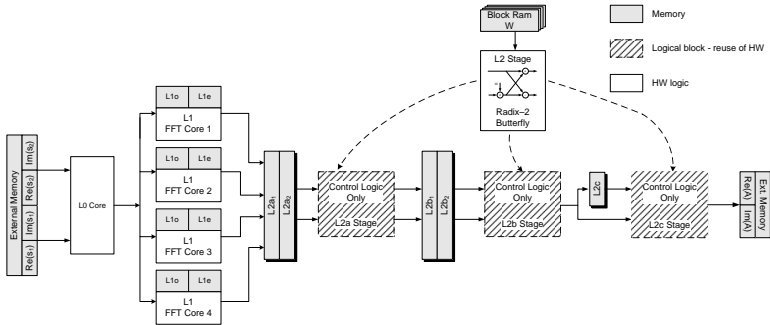 Block Ram
W
Memory
Logical block - reuse of HW
HW logic
L2 Stage
-
Radix–2
Butterfly
External Memory
Re(s₁)
Im(s₁)
Re(s₂)
Im(s₂)
L0 Core
L1o
L1e
L1
FFT Core 1
L1o
L1e
L1
FFT Core 2
L1o
L1e
L1
FFT Core 3
L1o
L1e
L1
FFT Core 4
L2a₁
L2a₂
Control Logic
Only
L2a Stage
L2b₁
L2b₂
Control Logic
Only
L2b Stage
L2c
Control Logic
Only
L2c Stage
Im(A)
Re(A)
Ext. Memory